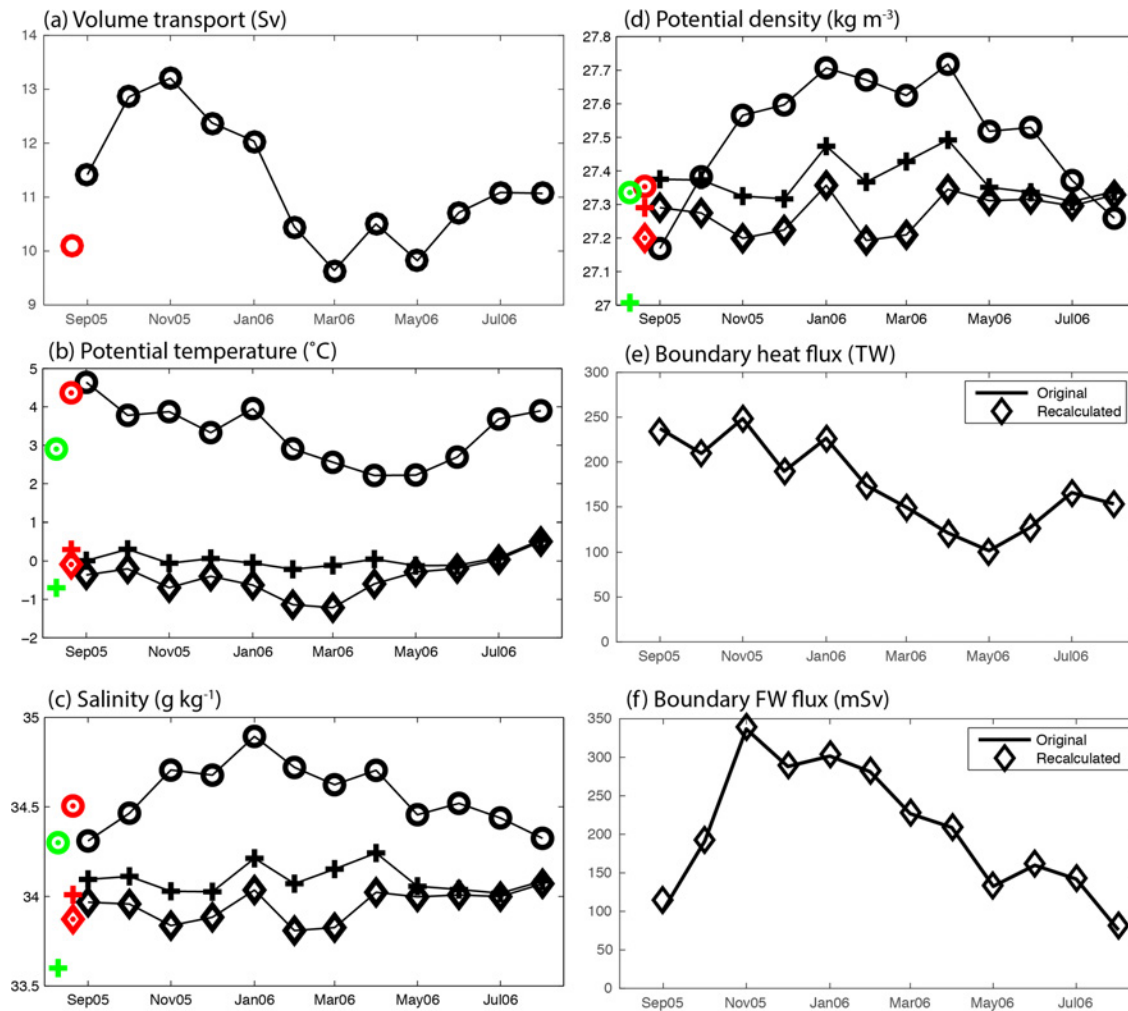 (a) Volume transport (Sv)
14
13
12
11
10
9
Sep05 Nov05 Jan06 Mar06 May06 Jul06
(b) Potential temperature (˚C)
5
4
3
2
1
0
−1
−2
Sep05 Nov05 Jan06 Mar06 May06 Jul06
(c) Salinity (g kg⁻¹)
35
34.5
34
33.5
Sep05 Nov05 Jan06 Mar06 May06 Jul06
(d) Potential density (kg m⁻³)
27.8
27.7
27.6
27.5
27.4
27.3
27.2
27.1
27
Sep05 Nov05 Jan06 Mar06 May06 Jul06
(e) Boundary heat flux (TW)
300
250
200
150
100
50
0
Original
Recalculated
Sep05 Nov05 Jan06 Mar06 May06 Jul06
(f) Boundary FW flux (mSv)
350
300
250
200
150
100
50
0
Original
Recalculated
Sep05 Nov05 Jan06 Mar06 May06 Jul06